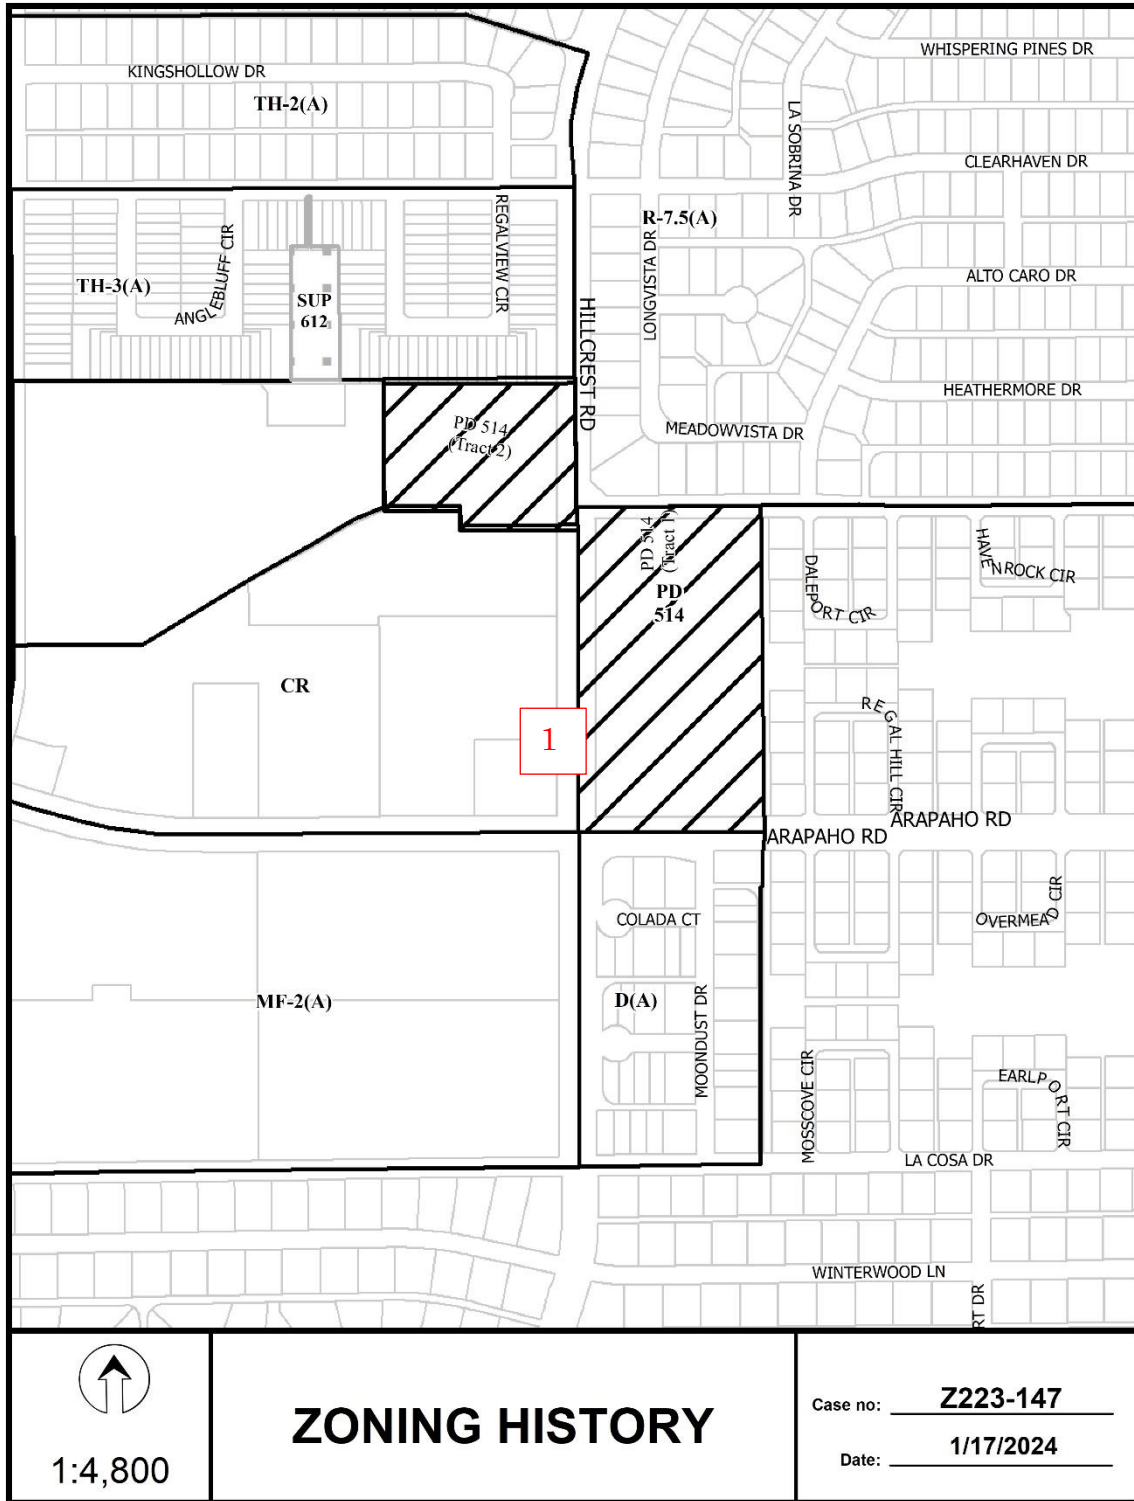 WHISPERING PINES DR
KINGSHOLLOW DR
TH-2(A)
LA SOBRINA DR
CLEARHAVEN DR
REGALVIEW CIR
R-7.5(A)
LONGVISTA DR
ANGLEBLUFF CIR
TH-3(A)
SUP
612
ALTO CARO DR
HILLCREST RD
HEATHERMORE DR
PD 514
(Tract 2)
MEADOWVISTA DR
PD 514
(Tract 1)
PD
514
HAVENROCK CIR
DALEPORT CIR
CR
REGAL HILL CIR
1
ARAPAHO RD
ARAPAHO RD
COLADA CT
OVERMEAD CIR
MF-2(A)
D(A)
MOONDUST DR
MOSSCOVE CIR
EARLPORT CIR
LA COSA DR
WINTERWOOD LN
RT DR
1:4,800
ZONING HISTORY
Case no: Z223-147
Date: 1/17/2024